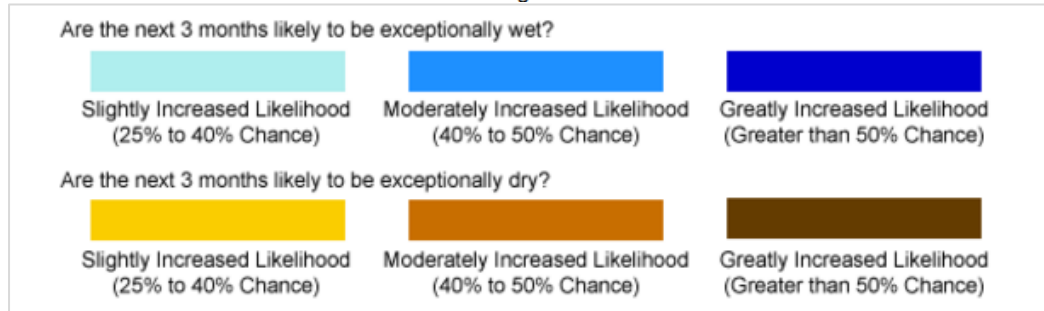 Are the next 3 months likely to be exceptionally wet?
Slightly Increased Likelihood Moderately Increased Likelihood Greatly Increased Likelihood
(25% to 40% Chance) (40% to 50% Chance) (Greater than 50% Chance)
Are the next 3 months likely to be exceptionally dry?
Slightly Increased Likelihood Moderately Increased Likelihood Greatly Increased Likelihood
(25% to 40% Chance) (40% to 50% Chance) (Greater than 50% Chance)